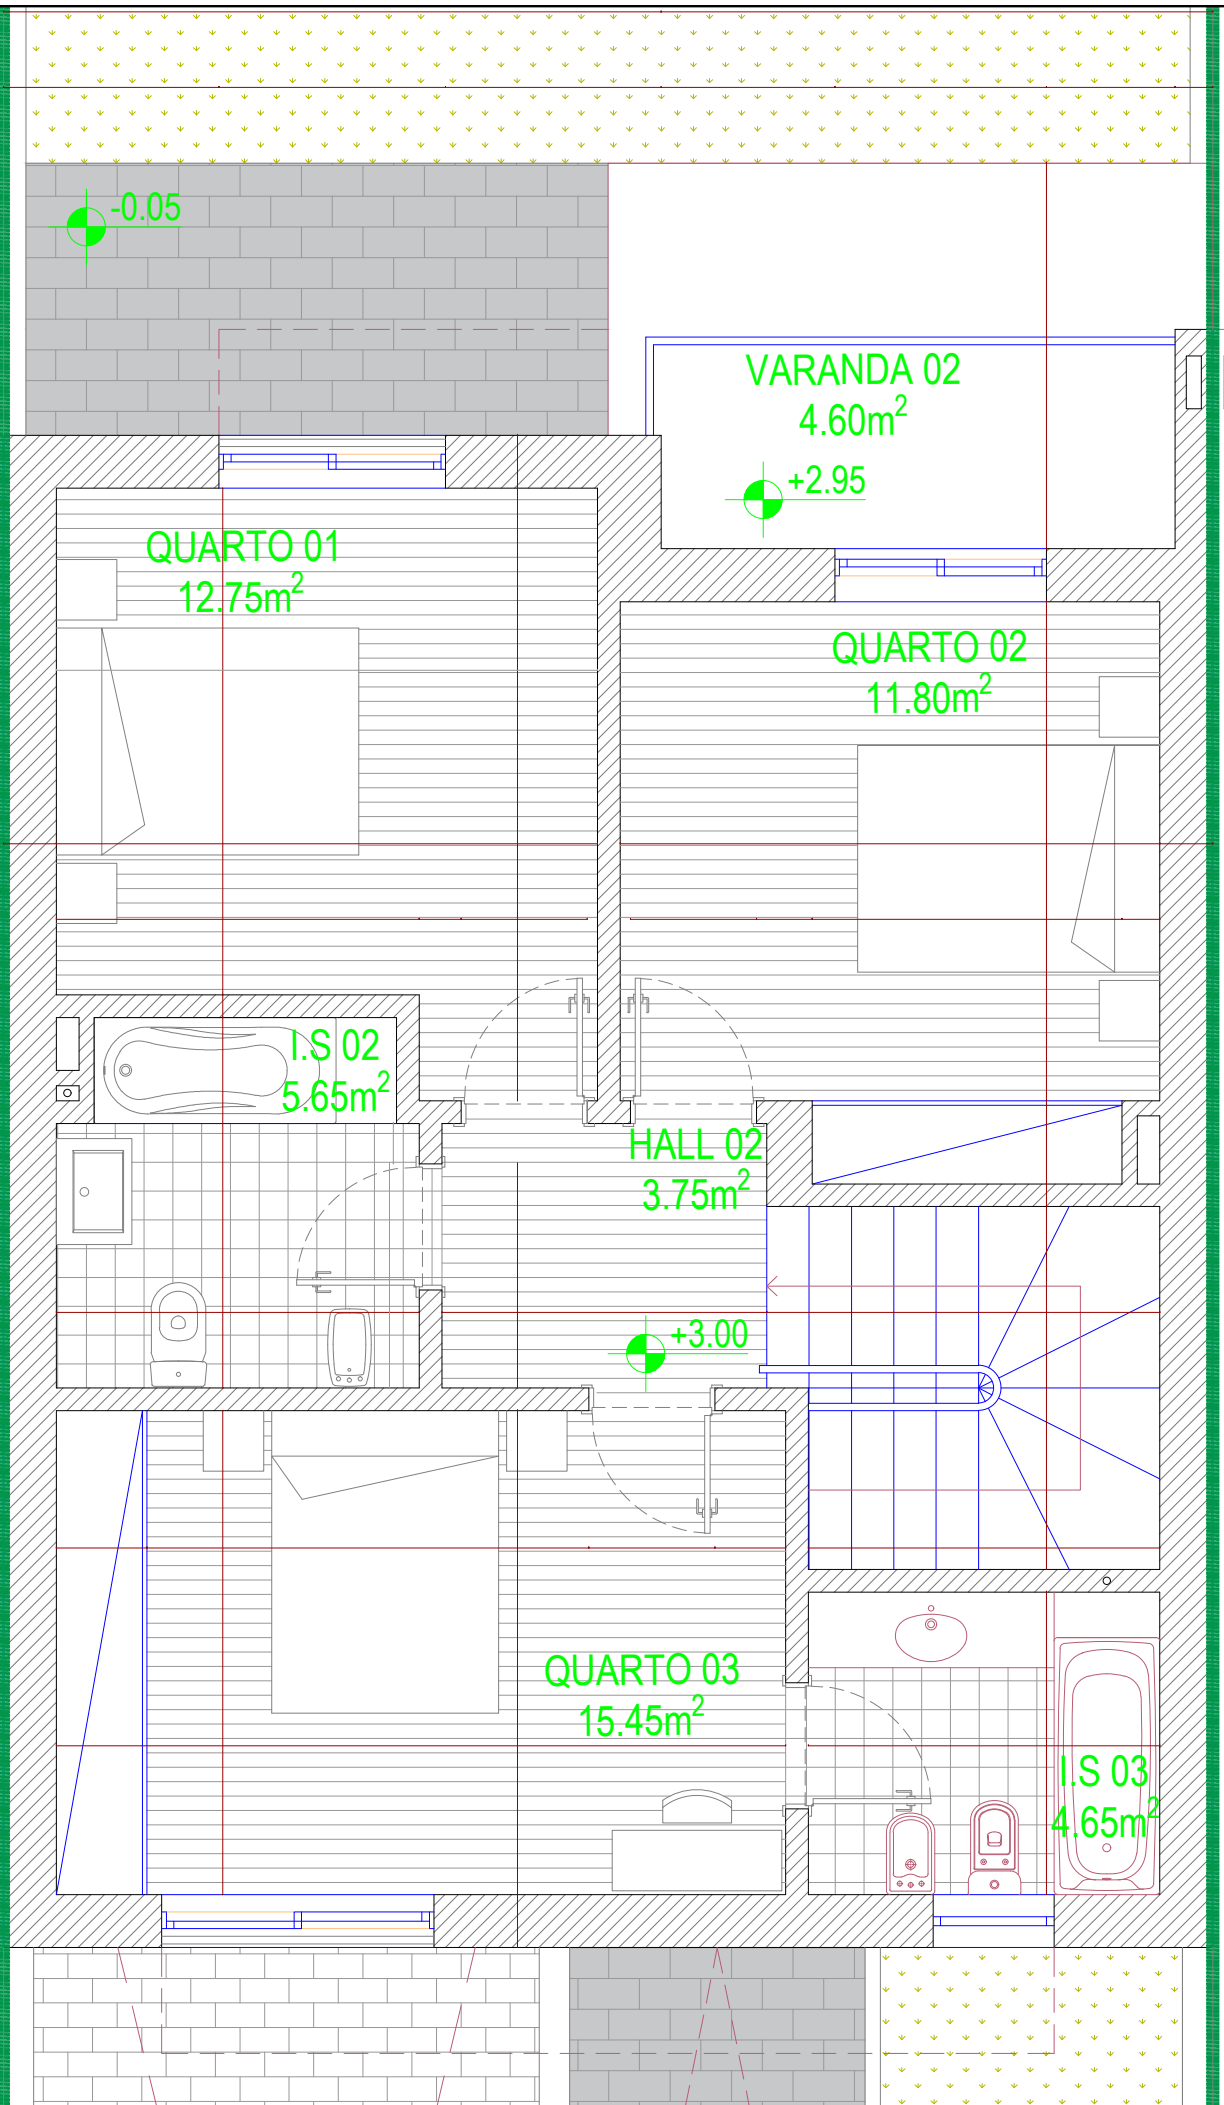 -0.05
VARANDA 02
4.60m²
+2.95
QUARTO 01
12.75m²
QUARTO 02
11.80m²
I.S 02
5.65m²
HALL 02
3.75m²
+3.00
QUARTO 03
15.45m²
I.S 03
4.65m²